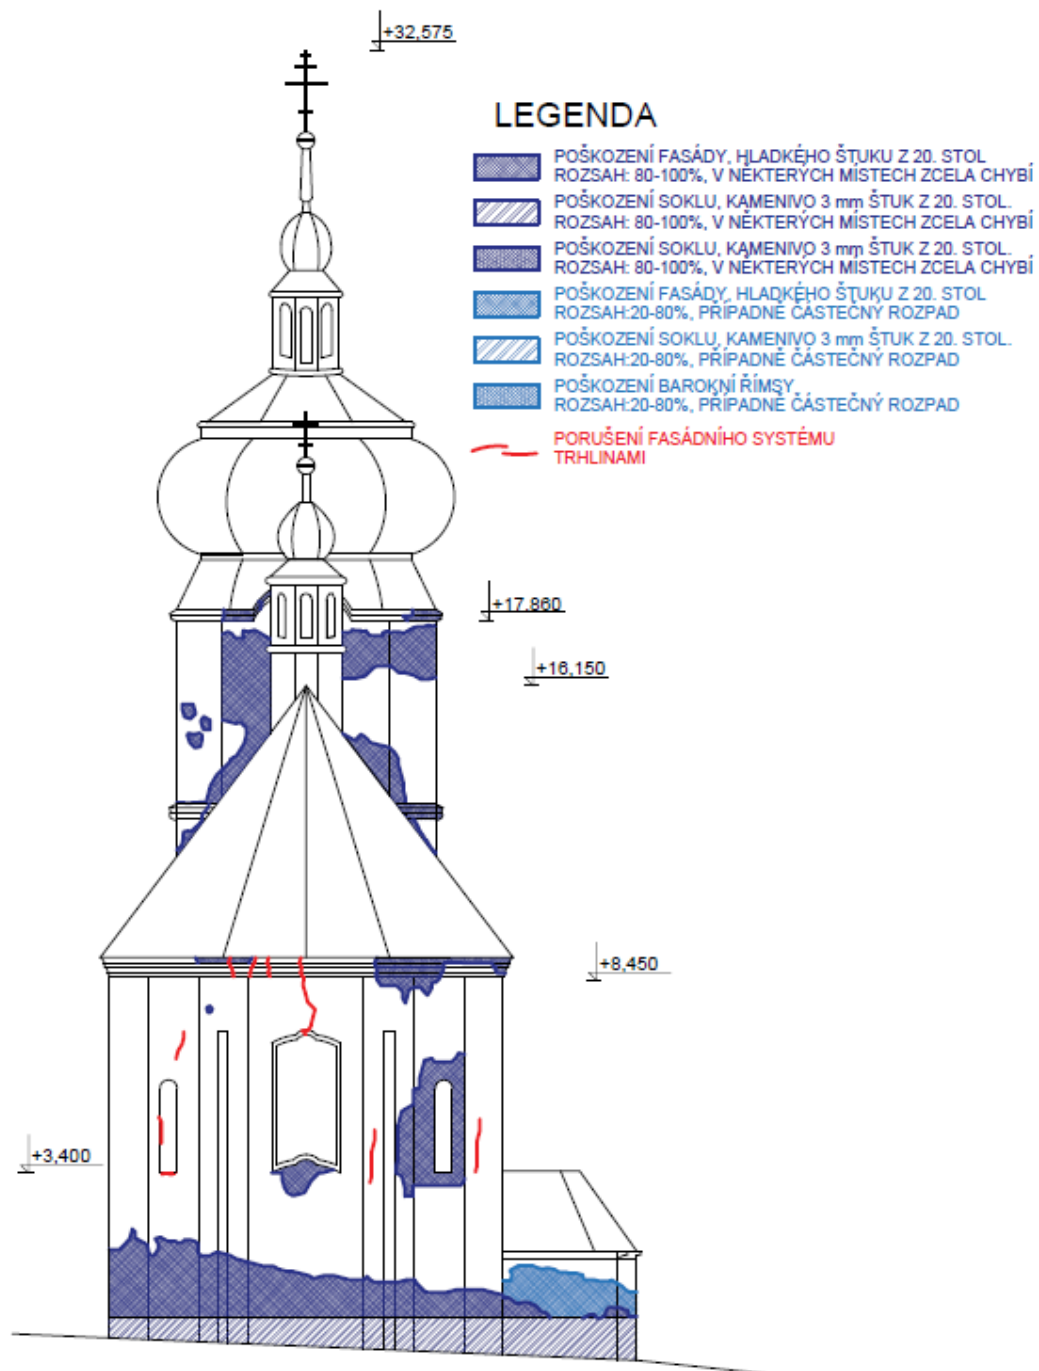 +32,575
LEGENDA
POŠKOZENÍ FASÁDY, HLADKÉHO ŠTUKU Z 20. STOL
ROZSAH: 80-100%, V NĚKTERÝCH MÍSTECH ZCELA CHYBÍ
POŠKOZENÍ SOKLU, KAMENIVO 3 mm ŠTUK Z 20. STOL.
ROZSAH: 80-100%, V NĚKTERÝCH MÍSTECH ZCELA CHYBÍ
POŠKOZENÍ SOKLU, KAMENIVO 3 mm ŠTUK Z 20. STOL.
ROZSAH: 80-100%, V NĚKTERÝCH MÍSTECH ZCELA CHYBÍ
POŠKOZENÍ FASÁDY, HLADKÉHO ŠTUKU Z 20. STOL
ROZSAH:20-80%, PŘÍPADNĚ ČÁSTEČNÝ ROZPAD
POŠKOZENÍ SOKLU, KAMENIVO 3 mm ŠTUK Z 20. STOL.
ROZSAH:20-80%, PŘÍPADNĚ ČÁSTEČNÝ ROZPAD
POŠKOZENÍ BAROKNÍ ŘÍMSY
ROZSAH:20-80%, PŘÍPADNĚ ČÁSTEČNÝ ROZPAD
PORUŠENÍ FASÁDNÍHO SYSTÉMU
TRHLINAMI
+17.860
+16,150
+8,450
+3,400